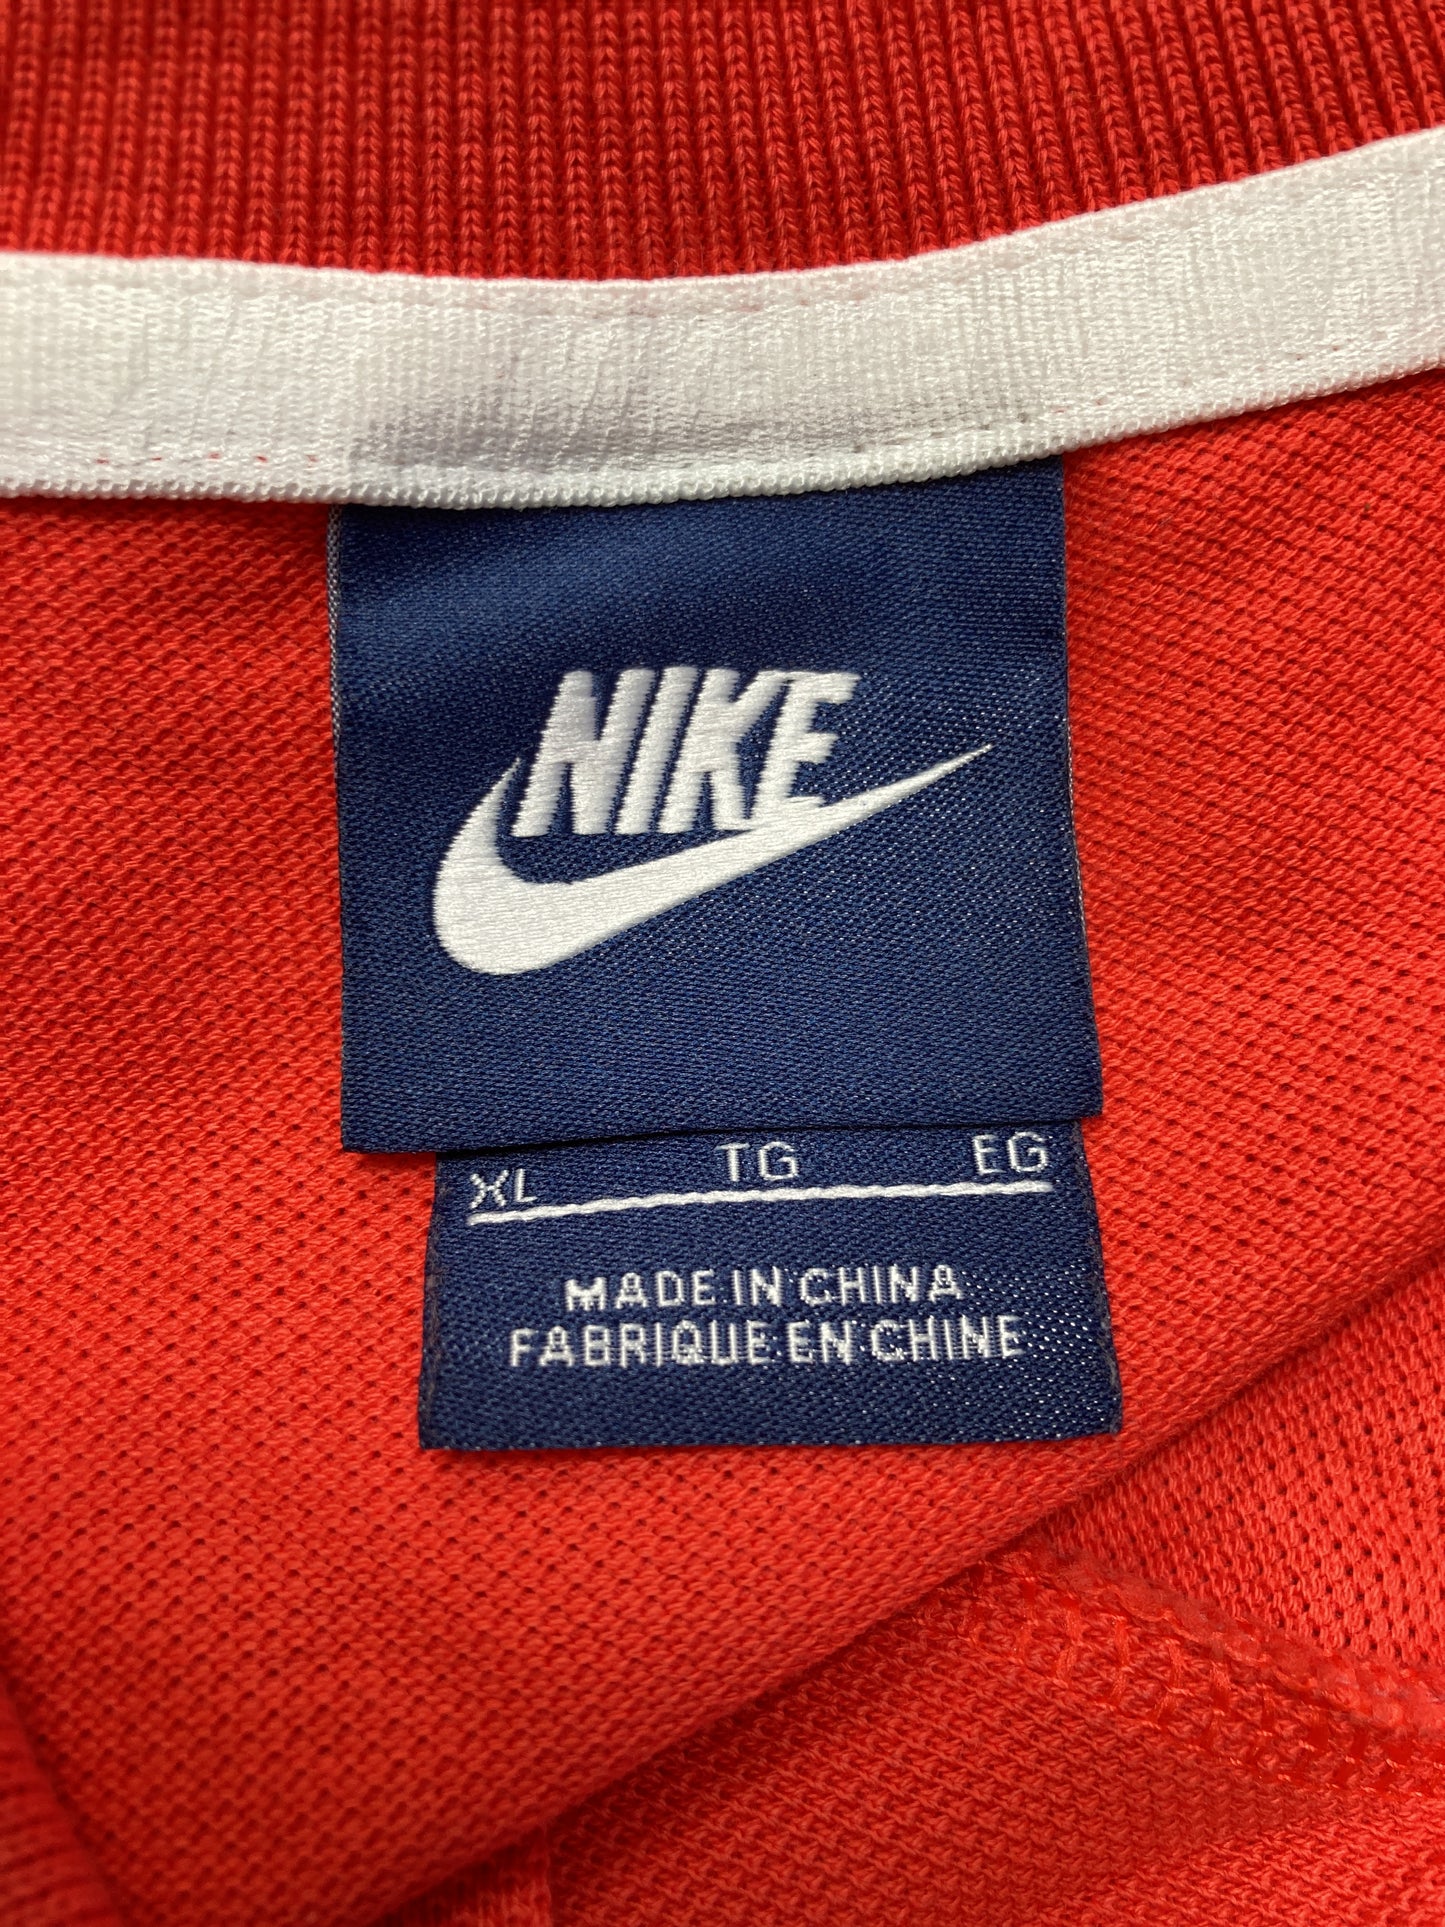 NIKE
XL TG EG
MADE IN CHINA
FABRIQUE EN CHINE